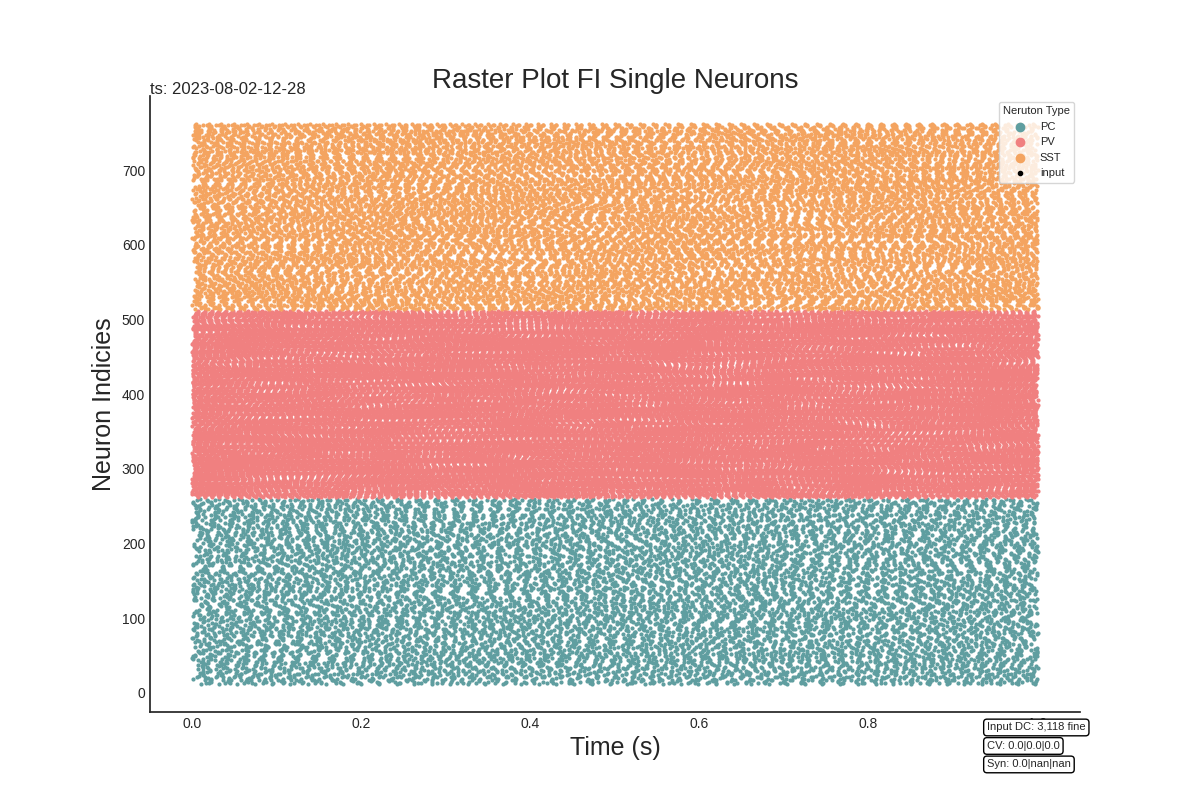 Raster Plot FI Single Neurons
ts: 2023-08-02-12-28
Neruton Type
PC
PV
SST
input
Neuron Indicies
700
600
500
400
300
200
100
0
0.0 0.2 0.4 0.6 0.8
Time (s)
Input DC: 3,118 fine
CV: 0.0|0.0|0.0
Syn: 0.0|nan|nan